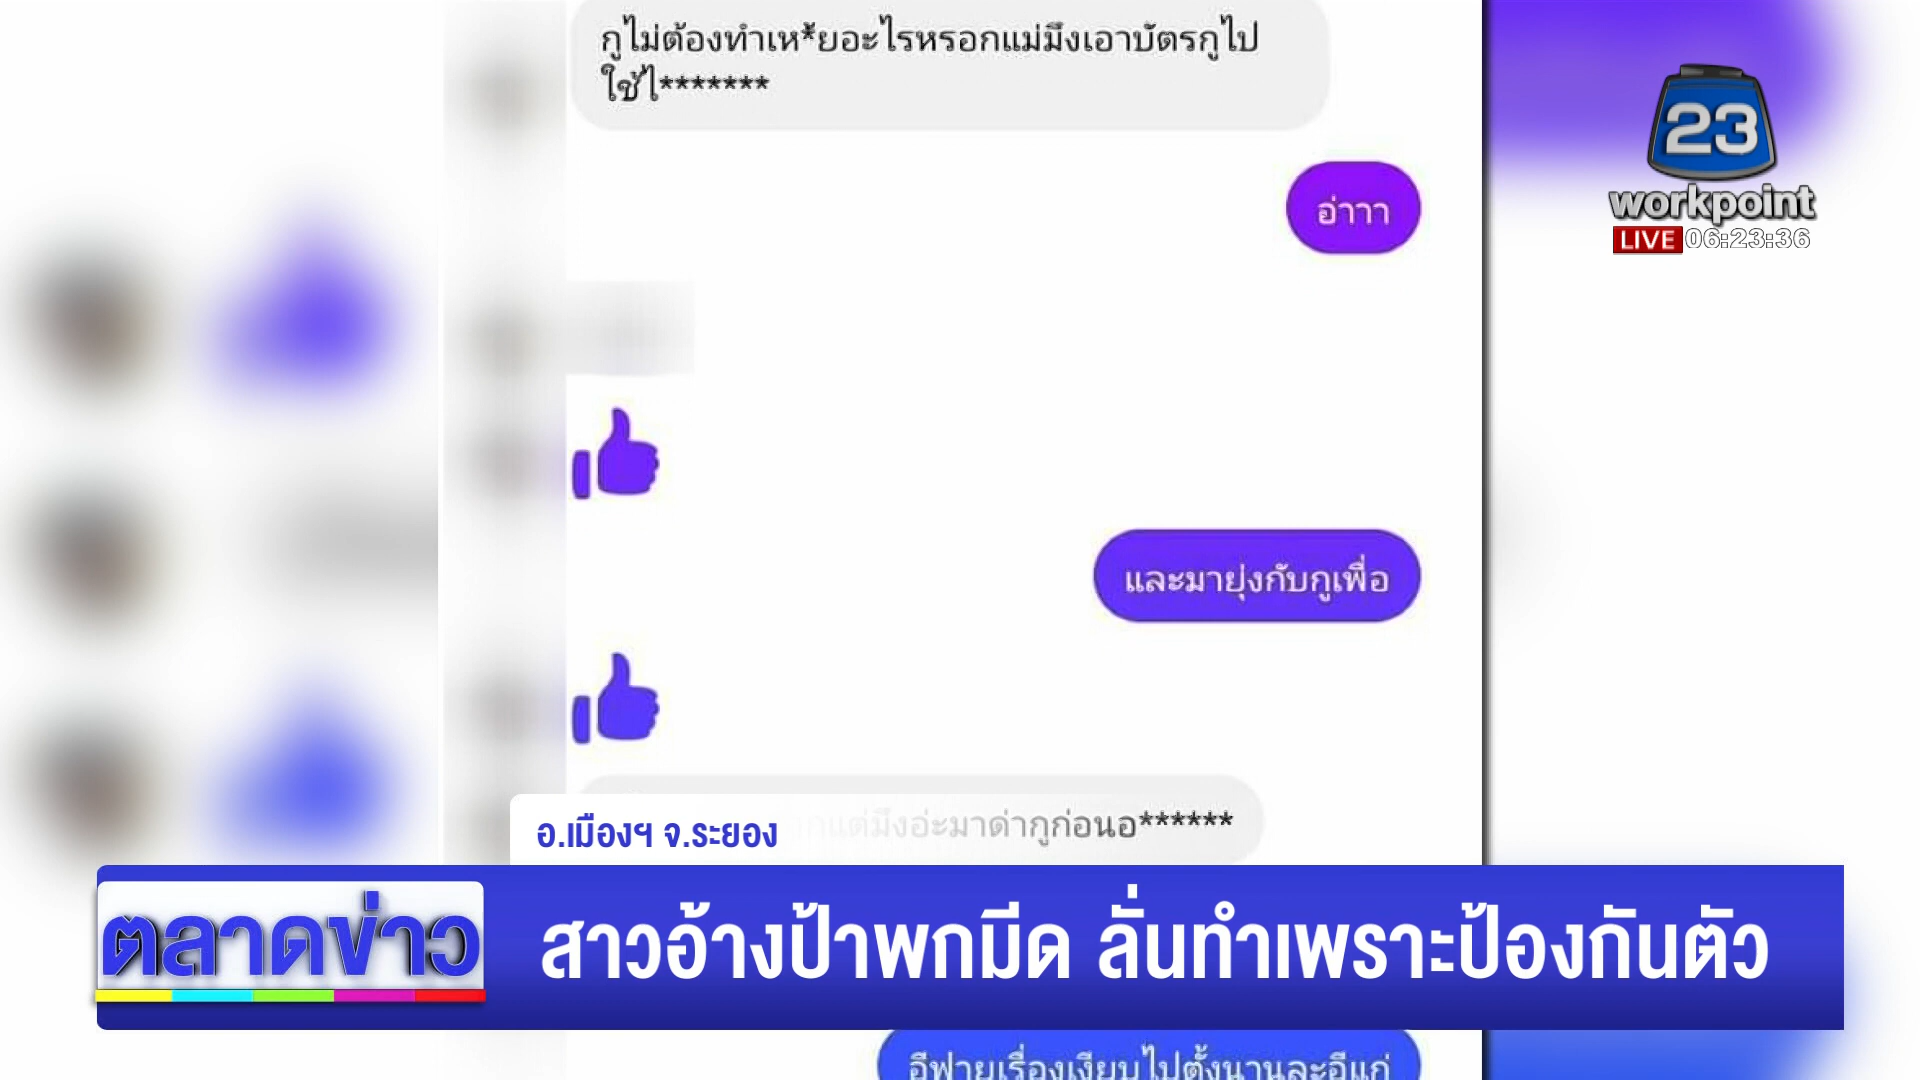 กูไม่ต้องทำเห*ยอะไรหรอกแม่มึงเอาบัตรกูไป
ใช้ไ*******
23
workpoint
LIVE 06:23:36
อ่าาา
และมายุ่งกับกูเพื่อ
แต่มึงอ่ะมาด่ากูก่อนอ******
อ.เมืองฯ จ.ระยอง
ตลาดข่าว
สาวอ้างป้าพกมีด ลั่นทำเพราะป้องกันตัว
อีฟายเรื่องเงียบไปตั้งนานละอีแก่